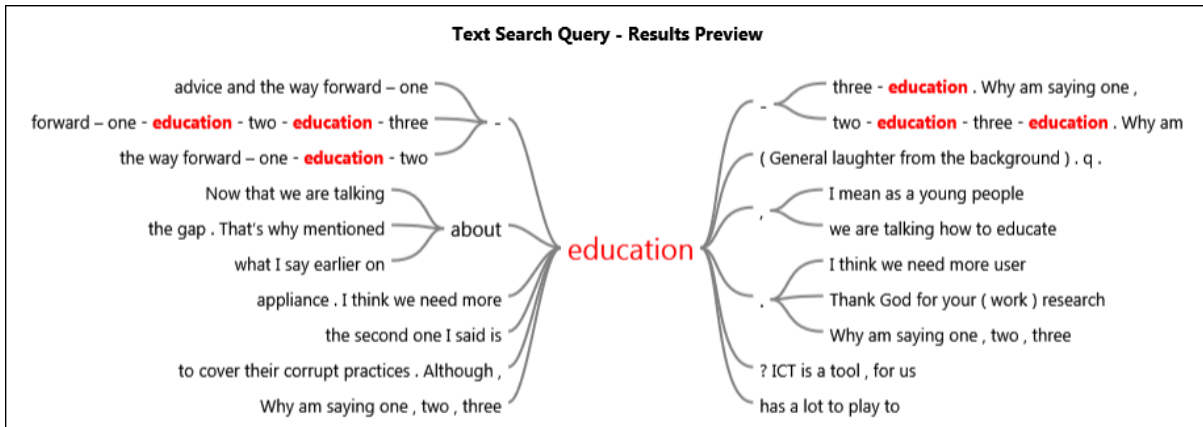 Text Search Query - Results Preview
advice and the way forward – one
forward – one - education - two - education - three
the way forward – one - education - two
-
Now that we are talking
the gap . That's why mentioned
what I say earlier on
about
appliance . I think we need more
the second one I said is
to cover their corrupt practices . Although ,
Why am saying one , two , three
education
-
three - education . Why am saying one ,
two - education - three - education . Why am
( General laughter from the background ) . q .
,
I mean as a young people
we are talking how to educate
.
I think we need more user
Thank God for your ( work ) research
Why am saying one , two , three
? ICT is a tool , for us
has a lot to play to